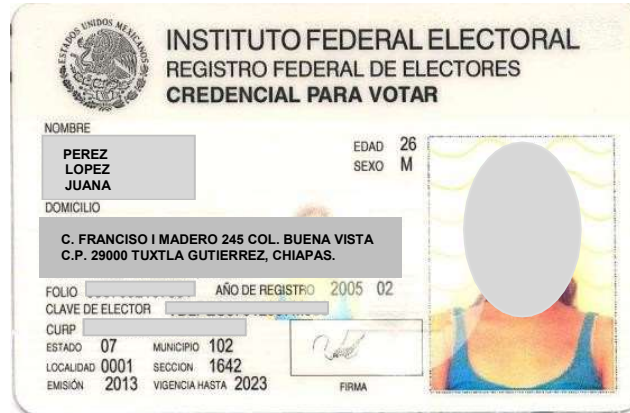 ESTADOS UNIDOS MEXICANOS
INSTITUTO FEDERAL ELECTORAL
REGISTRO FEDERAL DE ELECTORES
CREDENCIAL PARA VOTAR
NOMBRE
PEREZ
LOPEZ
JUANA
EDAD 26
SEXO M
DOMICILIO
C. FRANCISO I MADERO 245 COL. BUENA VISTA
C.P. 29000 TUXTLA GUTIERREZ, CHIAPAS.
FOLIO AÑO DE REGISTRO 2005 02
CLAVE DE ELECTOR
CURP
ESTADO 07 MUNICIPIO 102
LOCALIDAD 0001 SECCION 1642
EMISIÓN 2013 VIGENCIA HASTA 2023
FIRMA